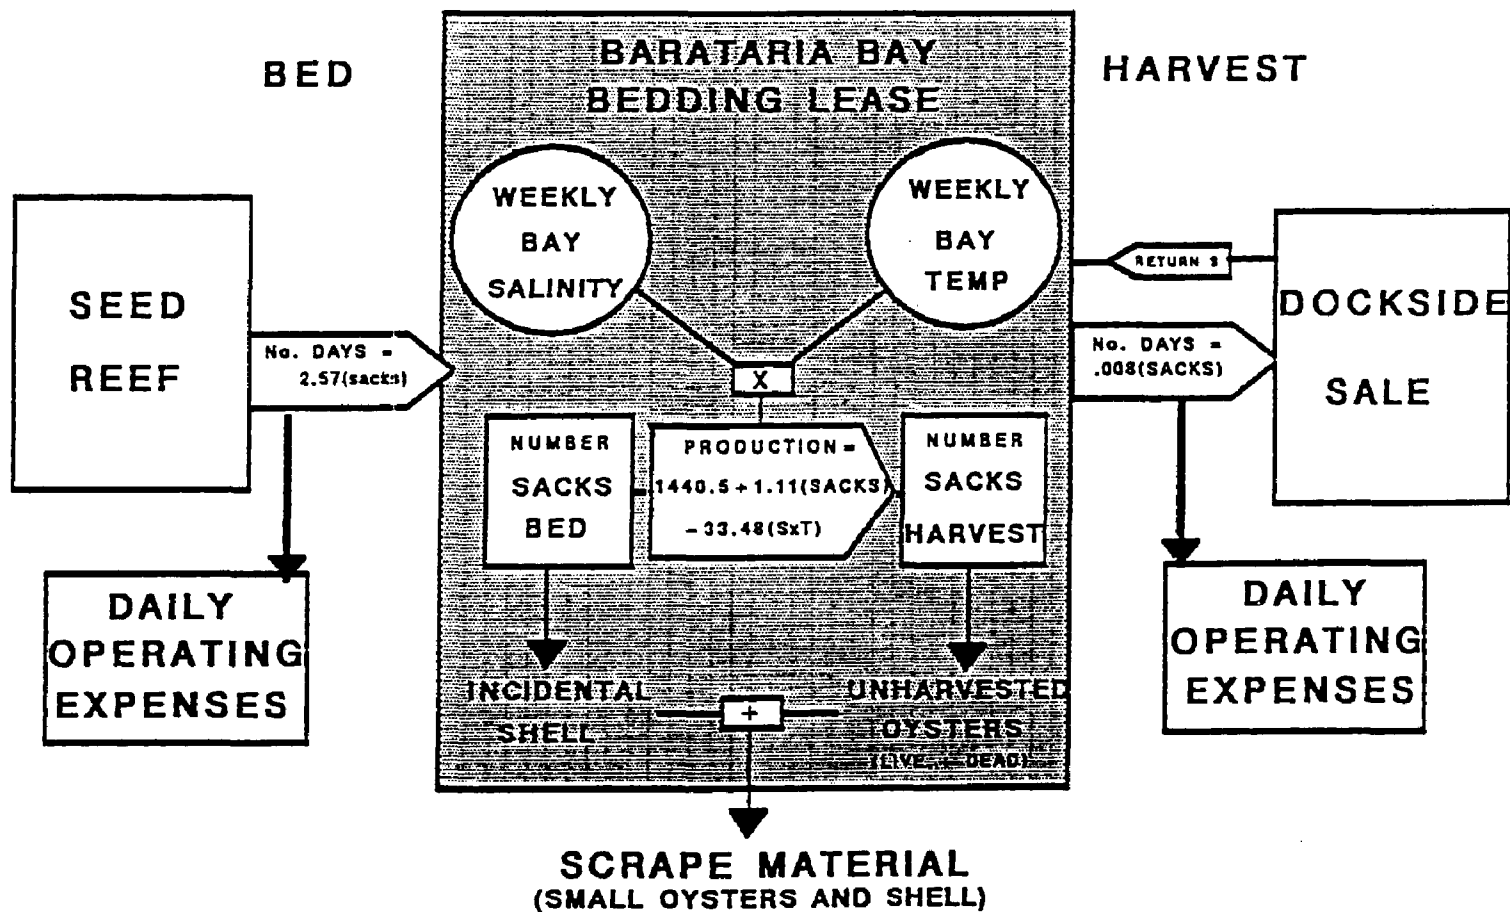 BED
BARATARIA BAY
BEDDING LEASE
HARVEST
SEED
REEF
No. DAYS =
2.57(sacks)
DAILY
OPERATING
EXPENSES
WEEKLY
BAY
SALINITY
WEEKLY
BAY
TEMP
X
NUMBER
SACKS
BED
PRODUCTION =
1440.5 + 1.11(SACKS)
- 33.48(SxT)
NUMBER
SACKS
HARVEST
INCIDENTAL
SHELL
+
UNHARVESTED
OYSTERS
(LIVE DEAD)
SCRAPE MATERIAL
(SMALL OYSTERS AND SHELL)
RETURN $
No. DAYS =
.008(SACKS)
DOCKSIDE
SALE
DAILY
OPERATING
EXPENSES